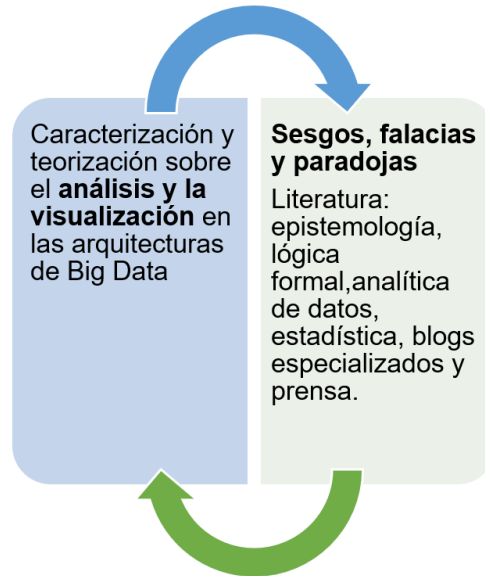 Caracterización y
teorización sobre
el análisis y la
visualización en
las arquitecturas
de Big Data
Sesgos, falacias
y paradojas
Literatura:
epistemología,
lógica
formal,analítica
de datos,
estadística, blogs
especializados y
prensa.